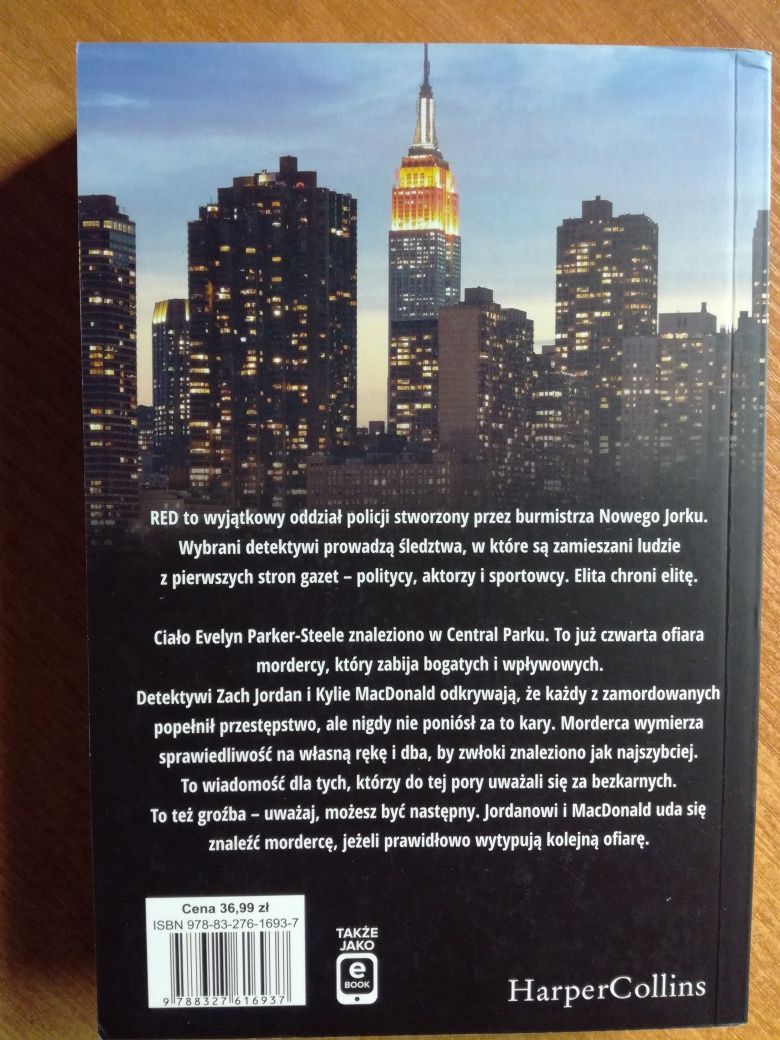 RED to wyjątkowy oddział policji stworzony przez burmistrza Nowego Jorku.
Wybrani detektywi prowadzą śledztwa, w które są zamieszani ludzie
z pierwszych stron gazet – politycy, aktorzy i sportowcy. Elita chroni elitę.
Ciało Evelyn Parker-Steele znaleziono w Central Parku. To już czwarta ofiara
mordercy, który zabija bogatych i wpływowych.
Detektywi Zach Jordan i Kylie MacDonald odkrywają, że każdy z zamordowanych
popełnił przestępstwo, ale nigdy nie poniósł za to kary. Morderca wymierza
sprawiedliwość na własną rękę i dba, by zwłoki znaleziono jak najszybciej.
To wiadomość dla tych, którzy do tej pory uważali się za bezkarnych.
To też groźba – uważaj, możesz być następny. Jordanowi i MacDonald uda się
znaleźć mordercę, jeżeli prawidłowo wytypują kolejną ofiarę.
Cena 36,99 zł
ISBN 978-83-276-1693-7
9 788327 616937
TAKŻE
JAKO
e
BOOK
HarperCollins